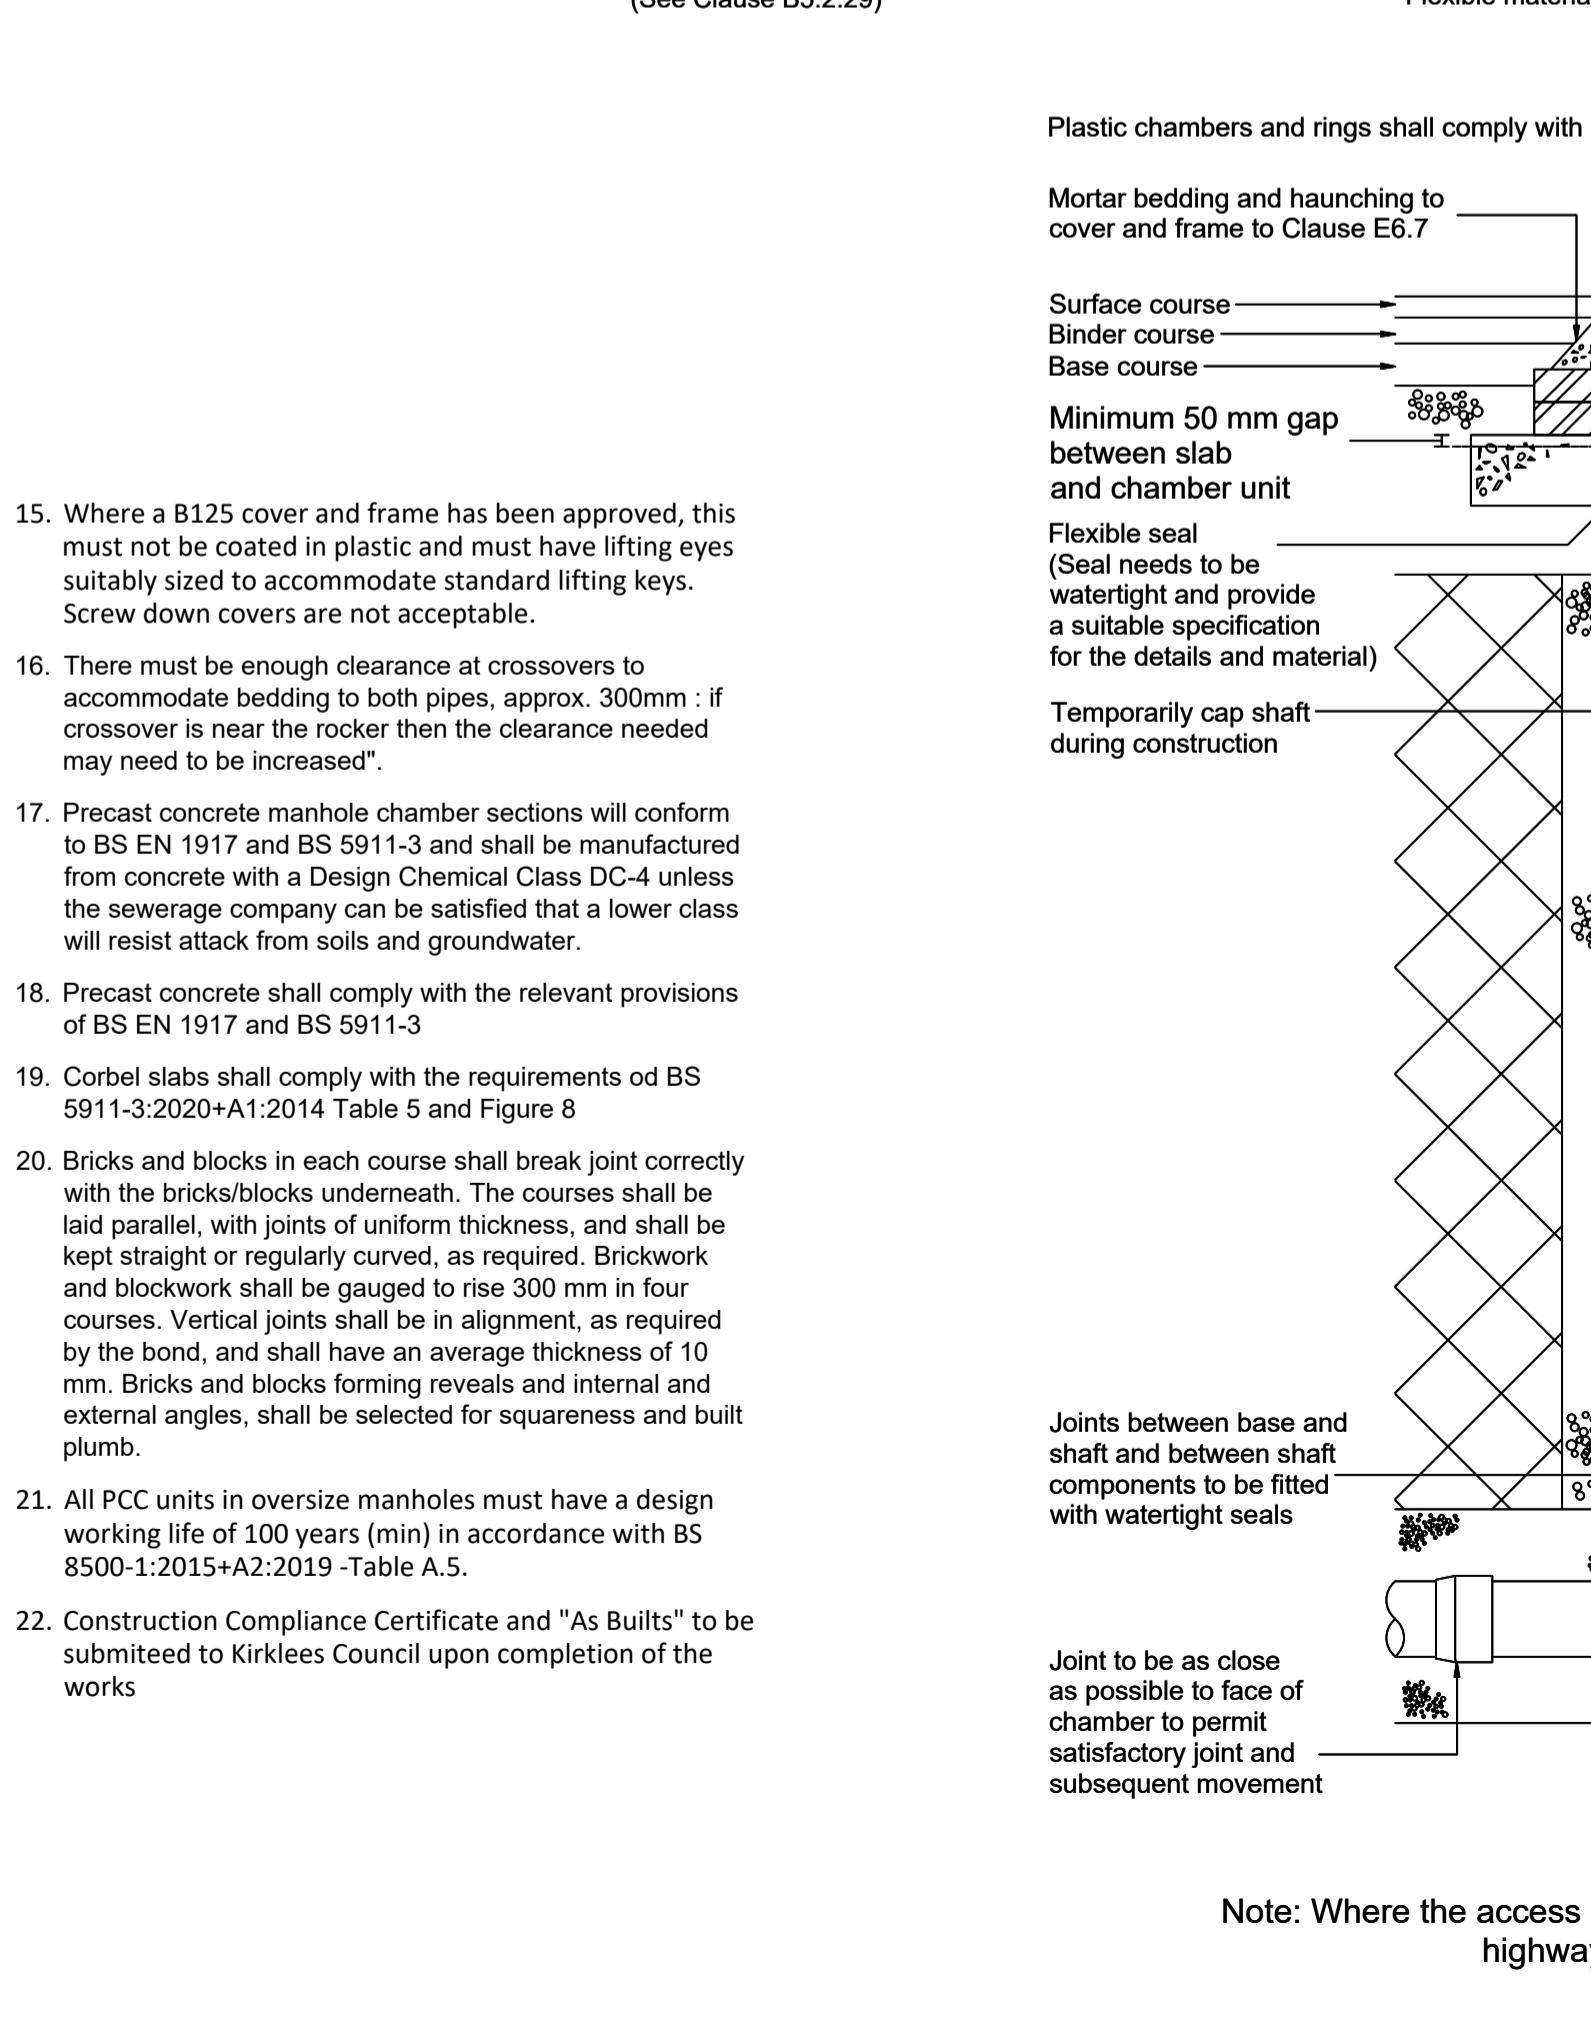 (See Clause B5.2.29)
15. Where a B125 cover and frame has been approved, this
must not be coated in plastic and must have lifting eyes
suitably sized to accommodate standard lifting keys.
Screw down covers are not acceptable.
16. There must be enough clearance at crossovers to
accommodate bedding to both pipes, approx. 300mm : if
crossover is near the rocker then the clearance needed
may need to be increased".
17. Precast concrete manhole chamber sections will conform
to BS EN 1917 and BS 5911-3 and shall be manufactured
from concrete with a Design Chemical Class DC-4 unless
the sewerage company can be satisfied that a lower class
will resist attack from soils and groundwater.
18. Precast concrete shall comply with the relevant provisions
of BS EN 1917 and BS 5911-3
19. Corbel slabs shall comply with the requirements od BS
5911-3:2020+A1:2014 Table 5 and Figure 8
20. Bricks and blocks in each course shall break joint correctly
with the bricks/blocks underneath. The courses shall be
laid parallel, with joints of uniform thickness, and shall be
kept straight or regularly curved, as required. Brickwork
and blockwork shall be gauged to rise 300 mm in four
courses. Vertical joints shall be in alignment, as required
by the bond, and shall have an average thickness of 10
mm. Bricks and blocks forming reveals and internal and
external angles, shall be selected for squareness and built
plumb.
21. All PCC units in oversize manholes must have a design
working life of 100 years (min) in accordance with BS
8500-1:2015+A2:2019 -Table A.5.
22. Construction Compliance Certificate and "As Builts" to be
submiteed to Kirklees Council upon completion of the
works
Flexible materia
Plastic chambers and rings shall comply with
Mortar bedding and haunching to
cover and frame to Clause E6.7
Surface course
Binder course
Base course
Minimum 50 mm gap
between slab
and chamber unit
Flexible seal
(Seal needs to be
watertight and provide
a suitable specification
for the details and material)
Temporarily cap shaft
during construction
Joints between base and
shaft and between shaft
components to be fitted
with watertight seals
Joint to be as close
as possible to face of
chamber to permit
satisfactory joint and
subsequent movement
Note: Where the access
highway